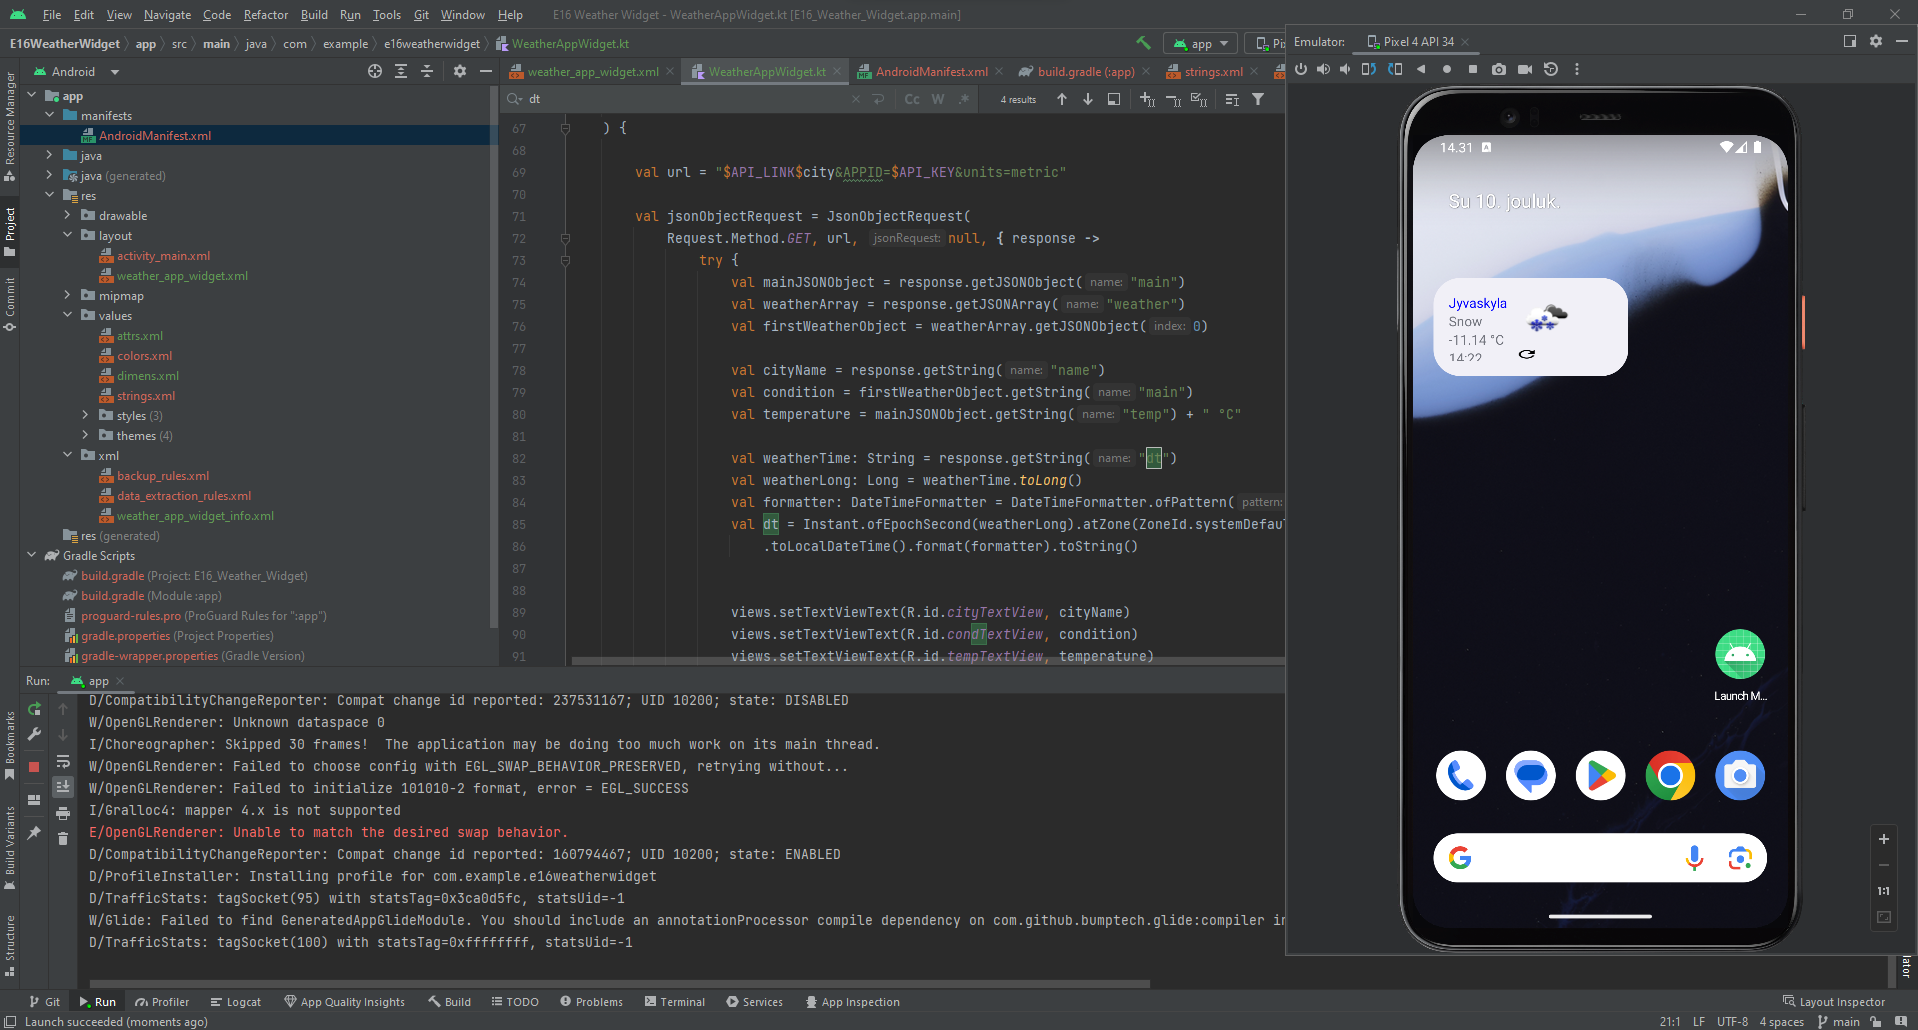 File Edit View Navigate Code Refactor Build Run Tools Git Window Help E16 Weather Widget - WeatherAppWidget.kt [E16_Weather_Widget.app.main]
E16WeatherWidget app src main java com example e16weatherwidget WeatherAppWidget.kt app
Emulator: Pixel 4 API 34
Android
weather_app_widget.xml WeatherAppWidget.kt AndroidManifest.xml build.gradle (:app) strings.xml
dt Cc W .* 4 results
Resource Manager
Project
Commit
Bookmarks
Build Variants
Structure
app
manifests
AndroidManifest.xml
java
java (generated)
res
drawable
layout
activity_main.xml
weather_app_widget.xml
mipmap
values
attrs.xml
colors.xml
dimens.xml
strings.xml
styles (3)
themes (4)
xml
backup_rules.xml
data_extraction_rules.xml
weather_app_widget_info.xml
res (generated)
Gradle Scripts
build.gradle (Project: E16_Weather_Widget)
build.gradle (Module :app)
proguard-rules.pro (ProGuard Rules for ":app")
gradle.properties (Project Properties)
gradle-wrapper.properties (Gradle Version)
67 ) {
68
69 val url = "$API_LINK$city&APPID=$API_KEY&units=metric"
70
71 val jsonObjectRequest = JsonObjectRequest(
72 Request.Method.GET, url, jsonRequest: null, { response ->
73 try {
74 val mainJSONObject = response.getJSONObject( name: "main")
75 val weatherArray = response.getJSONArray( name: "weather")
76 val firstWeatherObject = weatherArray.getJSONObject( index: 0)
77
78 val cityName = response.getString( name: "name")
79 val condition = firstWeatherObject.getString( name: "main")
80 val temperature = mainJSONObject.getString( name: "temp") + " °C"
81
82 val weatherTime: String = response.getString( name: "dt")
83 val weatherLong: Long = weatherTime.toLong()
84 val formatter: DateTimeFormatter = DateTimeFormatter.ofPattern( pattern:
85 val dt = Instant.ofEpochSecond(weatherLong).atZone(ZoneId.systemDefau
86 .toLocalDateTime().format(formatter).toString()
87
88
89 views.setTextViewText(R.id.cityTextView, cityName)
90 views.setTextViewText(R.id.condTextView, condition)
91 views.setTextViewText(R.id.tempTextView, temperature)
14.31
Su 10. jouluk.
Jyvaskyla
Snow
-11.14 °C
14:22
Launch M...
1:1
Run: app
D/CompatibilityChangeReporter: Compat change id reported: 237531167; UID 10200; state: DISABLED
W/OpenGLRenderer: Unknown dataspace 0
I/Choreographer: Skipped 30 frames! The application may be doing too much work on its main thread.
W/OpenGLRenderer: Failed to choose config with EGL_SWAP_BEHAVIOR_PRESERVED, retrying without...
W/OpenGLRenderer: Failed to initialize 101010-2 format, error = EGL_SUCCESS
I/Gralloc4: mapper 4.x is not supported
E/OpenGLRenderer: Unable to match the desired swap behavior.
D/CompatibilityChangeReporter: Compat change id reported: 160794467; UID 10200; state: ENABLED
D/ProfileInstaller: Installing profile for com.example.e16weatherwidget
D/TrafficStats: tagSocket(95) with statsTag=0x3ca0d5fc, statsUid=-1
W/Glide: Failed to find GeneratedAppGlideModule. You should include an annotationProcessor compile dependency on com.github.bumptech.glide:compiler in
D/TrafficStats: tagSocket(100) with statsTag=0xffffffff, statsUid=-1
Git Run Profiler Logcat App Quality Insights Build TODO Problems Terminal Services App Inspection Layout Inspector
Launch succeeded (moments ago) 21:1 LF UTF-8 4 spaces main